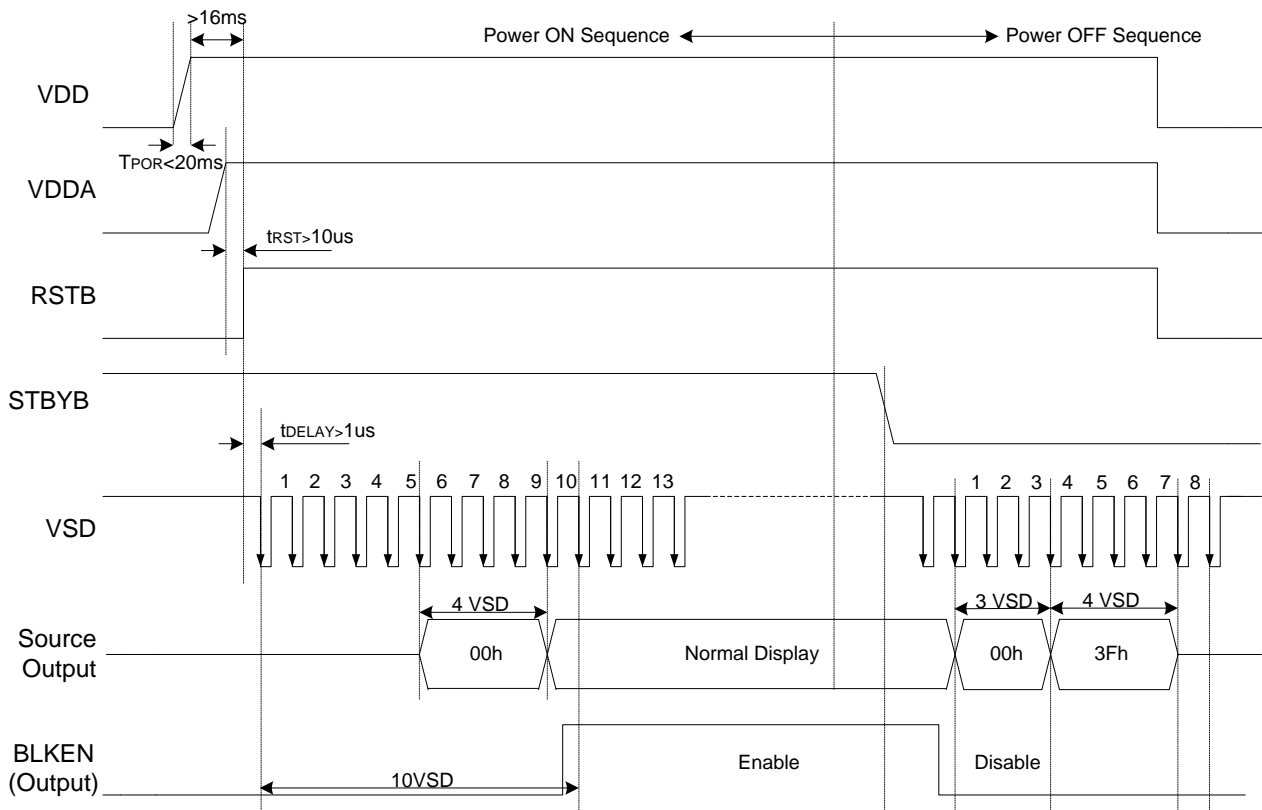 >16ms
Power ON Sequence
Power OFF Sequence
VDD
TPOR<20ms
VDDA
tRST>10us
RSTB
STBYB
tDELAY>1us
1 2 3 4 5 6 7 8 9 10 11 12 13
1 2 3 4 5 6 7 8
VSD
4 VSD
3 VSD
4 VSD
Source
Output
00h
Normal Display
00h
3Fh
BLKEN
(Output)
10VSD
Enable
Disable